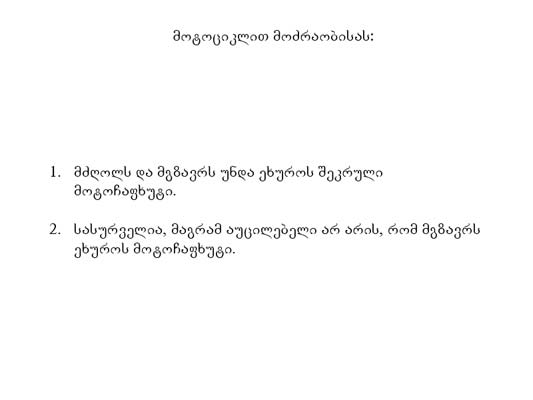 მოტოციკლით მოძრაობისას:
1. მძღოლს და მგზავრს უნდა ეხუროს შეკრული
მოტოჩაფხუტი.
2. სასურველია, მაგრამ აუცილებელი არ არის, რომ მგზავრს
ეხუროს მოტოჩაფხუტი.